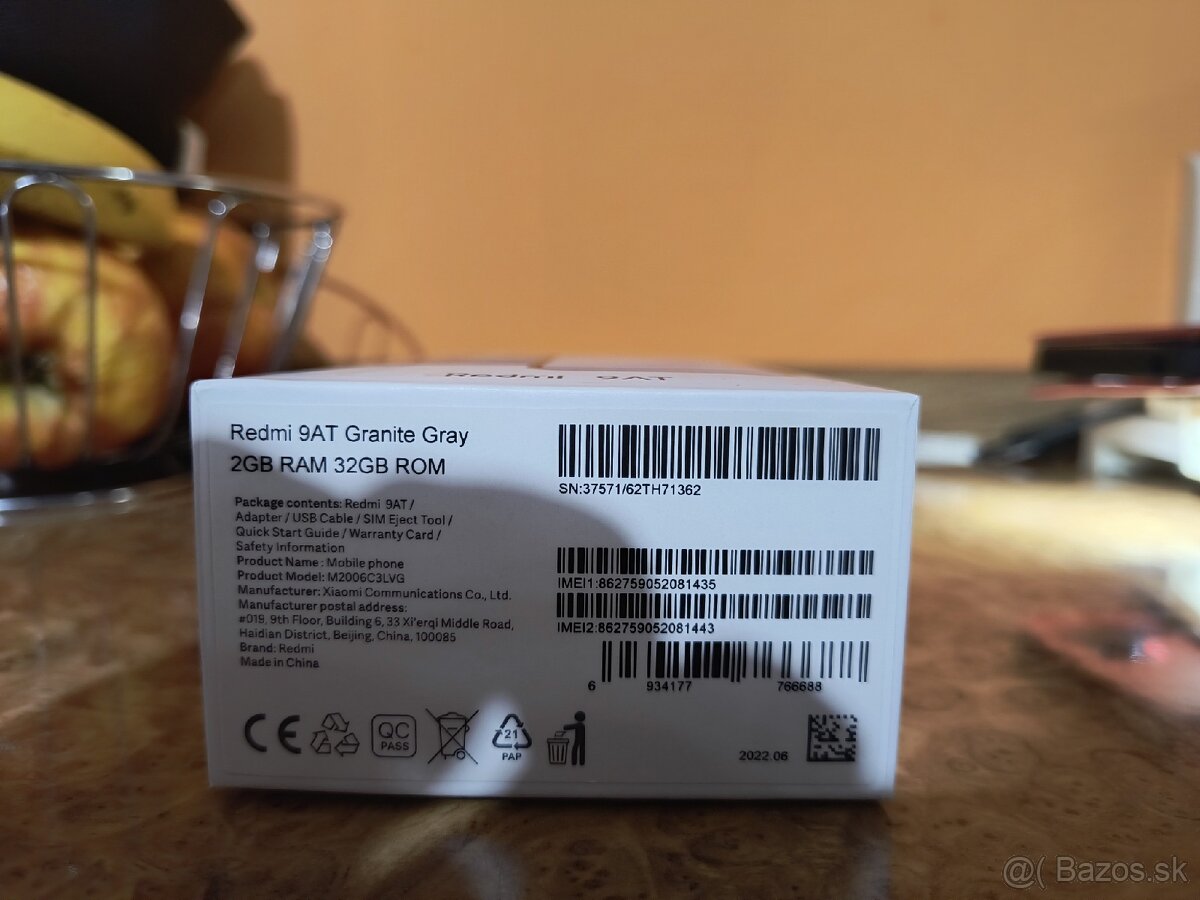 Redmi 9AT
Redmi 9AT Granite Gray
2GB RAM 32GB ROM
Package contents: Redmi 9AT /
Adapter / USB Cable / SIM Eject Tool /
Quick Start Guide / Warranty Card /
Safety Information
Product Name : Mobile phone
Product Model: M2006C3LVG
Manufacturer: Xiaomi Communications Co., Ltd.
Manufacturer postal address:
#019, 9th Floor, Building 6, 33 Xi'erqi Middle Road,
Haidian District, Beijing, China, 100085
Brand: Redmi
Made in China
SN:37571/62TH71362
IMEI1:862759052081435
IMEI2:862759052081443
6 934177 766688
CE
QC
PASS
21
PAP
2022.06
@( Bazos.sk